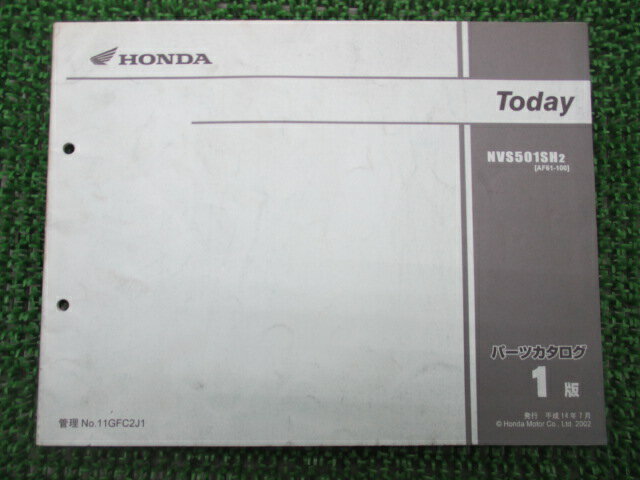 HONDA
Today
NVS501SH2
[AF61-100]
パーツカタログ
1版
発行 平成14年7月
© Honda Motor Co., Ltd. 2002
管理 No.11GFC2J1